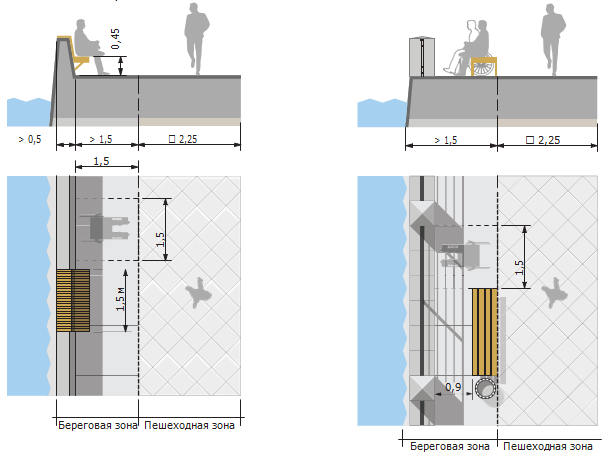 0,45
> 0,5
> 1,5
□ 2,25
> 1,5
□ 2,25
1,5
1,5
1,5 м
1,5
0,9
Береговая зона
Пешеходная зона
Береговая зона
Пешеходная зона